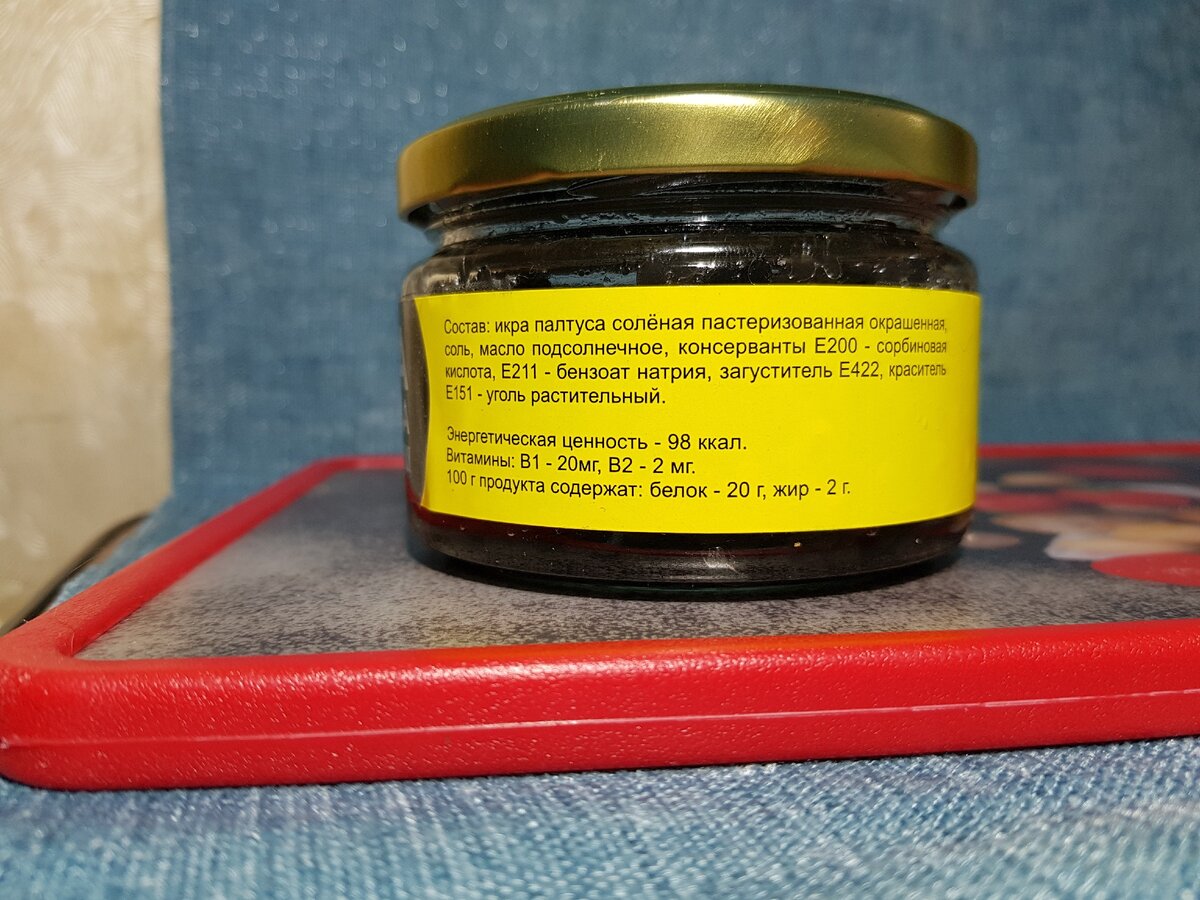 Состав: икра палтуса солёная пастеризованная окрашенная,
соль, масло подсолнечное, консерванты Е200 - сорбиновая
кислота, Е211 - бензоат натрия, загуститель Е422, краситель
Е151 - уголь растительный.
Энергетическая ценность - 98 ккал.
Витамины: В1 - 20мг, В2 - 2 мг.
100 г продукта содержат: белок - 20 г, жир - 2 г.